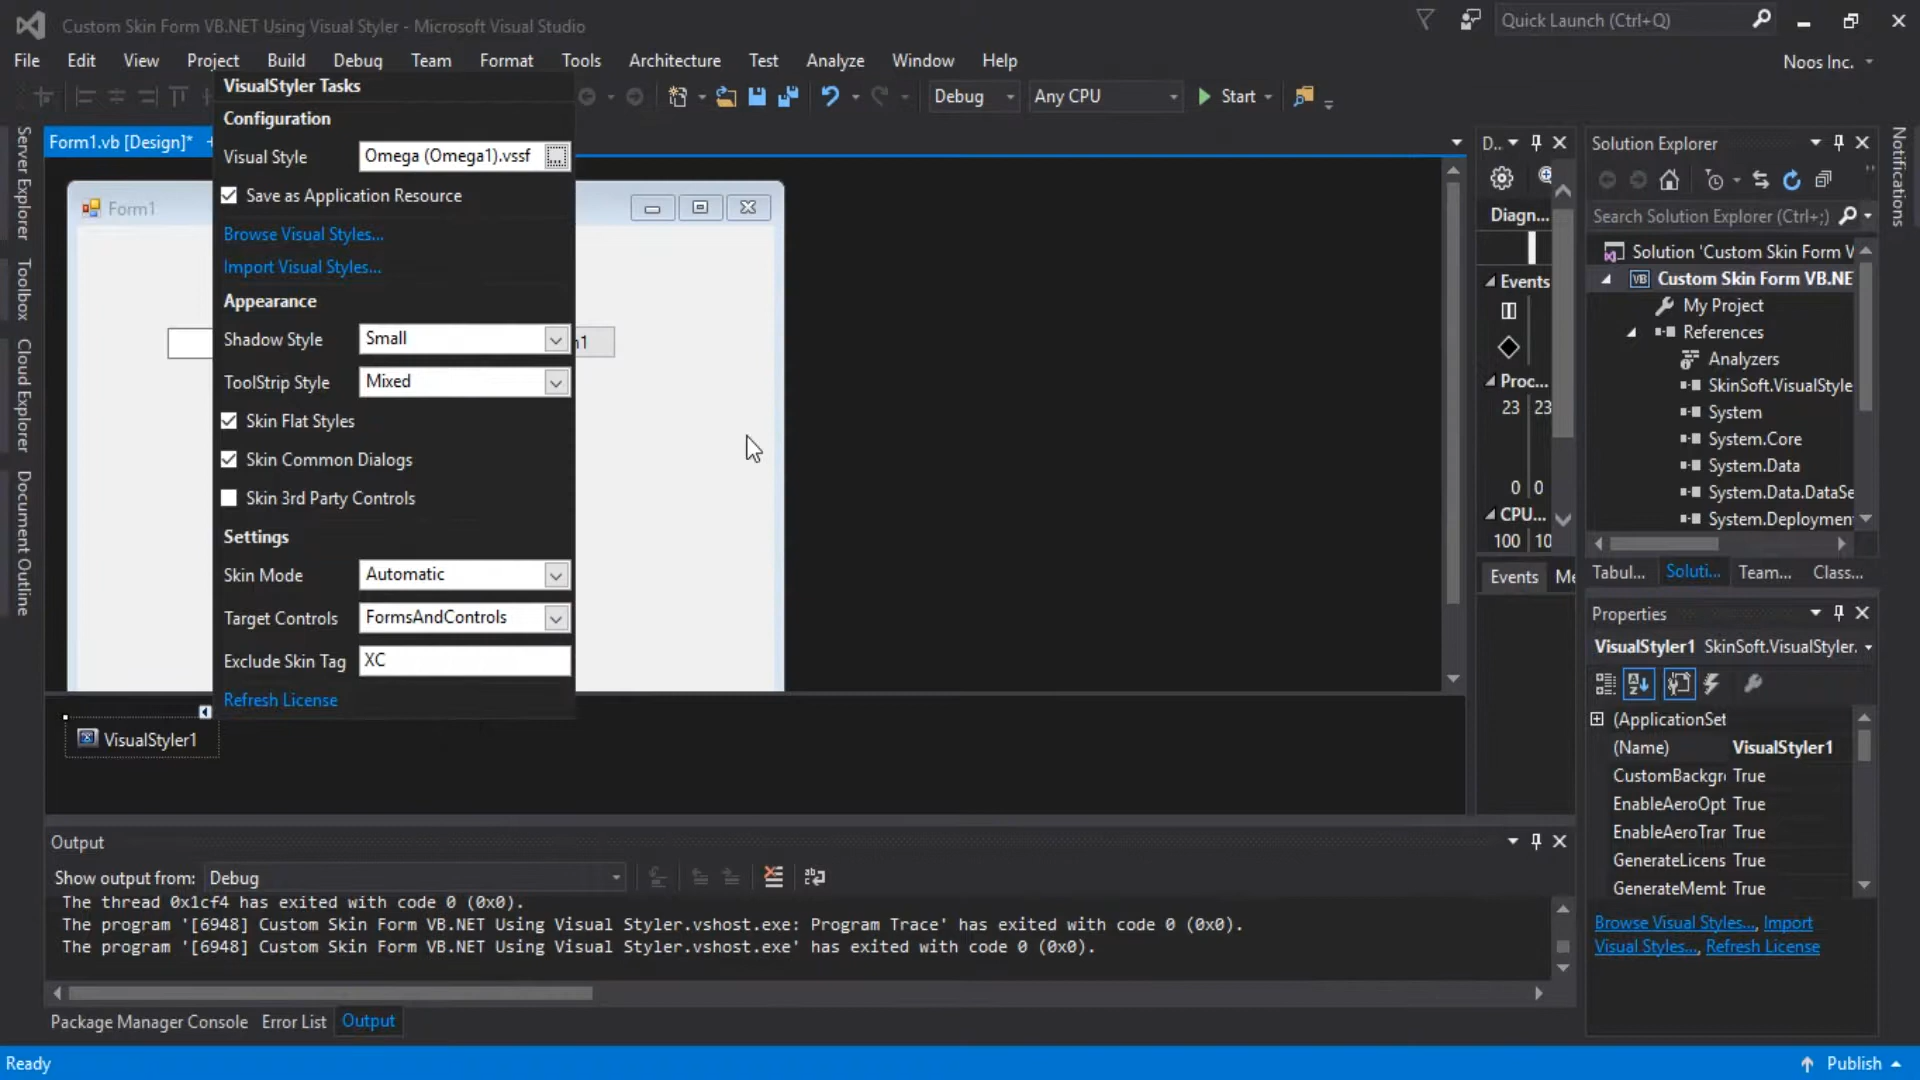 Custom Skin Form VB.NET Using Visual Styler - Microsoft Visual Studio
Quick Launch (Ctrl+Q)
File Edit View Project Build Debug Team Format Tools Architecture Test Analyze Window Help
Noos Inc.
Debug Any CPU Start
Server Explorer
Toolbox
Cloud Explorer
Document Outline
Form1.vb [Design]*
Form1
VisualStyler Tasks
Configuration
Visual Style Omega (Omega1).vssf ...
Save as Application Resource
Browse Visual Styles...
Import Visual Styles...
Appearance
Shadow Style Small
ToolStrip Style Mixed
Skin Flat Styles
Skin Common Dialogs
Skin 3rd Party Controls
Settings
Skin Mode Automatic
Target Controls FormsAndControls
Exclude Skin Tag XC
Refresh License
n1
VisualStyler1
D..
Diagn...
Events
Proc...
23 23
0 0
CPU...
100 10
Events Me
Solution Explorer
Search Solution Explorer (Ctrl+;)
Solution 'Custom Skin Form V
VB Custom Skin Form VB.NE
My Project
References
Analyzers
SkinSoft.VisualStyle
System
System.Core
System.Data
System.Data.DataSe
System.Deploymen
Tabul... Soluti... Team... Class...
Notifications
Properties
VisualStyler1 SkinSoft.VisualStyler.
(ApplicationSet
(Name) VisualStyler1
CustomBackgr True
EnableAeroOpt True
EnableAeroTrar True
GenerateLicens True
GenerateMemb True
Browse Visual Styles..., Import
Visual Styles..., Refresh License
Output
Show output from: Debug
The thread 0x1cf4 has exited with code 0 (0x0).
The program '[6948] Custom Skin Form VB.NET Using Visual Styler.vshost.exe: Program Trace' has exited with code 0 (0x0).
The program '[6948] Custom Skin Form VB.NET Using Visual Styler.vshost.exe' has exited with code 0 (0x0).
Package Manager Console Error List Output
Ready
Publish